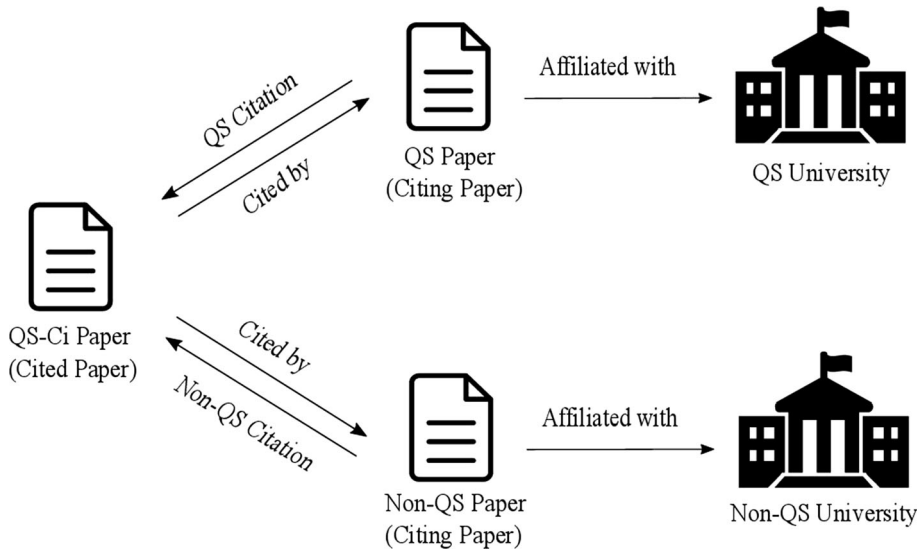 QS Citation
Cited by
QS Paper
(Citing Paper)
Affiliated with
QS University
QS-Ci Paper
(Cited Paper)
Cited by
Non-QS Citation
Non-QS Paper
(Citing Paper)
Affiliated with
Non-QS University